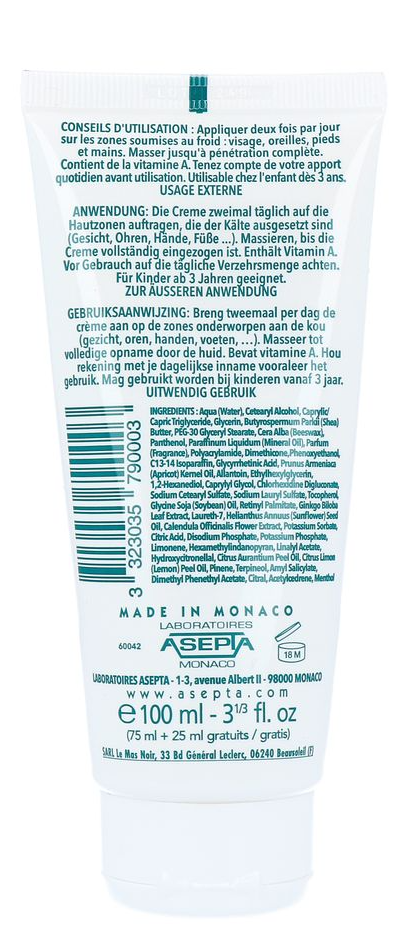 CONSEILS D'UTILISATION : Appliquer deux fois par jour
sur les zones soumises au froid : visage, oreilles, pieds
et mains. Masser jusqu'à pénétration complète.
Contient de la vitamine A. Tenez compte de votre apport
quotidien avant utilisation. Utilisable chez l'enfant dès 3 ans.
USAGE EXTERNE
ANWENDUNG: Die Creme zweimal täglich auf die
Hautzonen auftragen, die der Kälte ausgesetzt sind
(Gesicht, Ohren, Hände, Füße ...). Massieren, bis die
Creme vollständig eingezogen ist. Enthält Vitamin A.
Vor Gebrauch auf die tägliche Verzehrsmenge achten.
Für Kinder ab 3 Jahren geeignet.
ZUR ÄUSSEREN ANWENDUNG
GEBRUIKSAANWIJZING: Breng tweemaal per dag de
crème aan op de zones onderworpen aan de kou
(gezicht, oren, handen, voeten, ...). Masseer tot
volledige opname door de huid. Bevat vitamine A. Hou
rekening met je dagelijkse inname vooraleer het
gebruik. Mag gebruikt worden bij kinderen vanaf 3 jaar.
UITWENDIG GEBRUIK
INGREDIENTS : Aqua (Water), Cetearyl Alcohol, Caprylic/
Capric Triglyceride, Glycerin, Butyrospermum Parkii (Shea)
Butter, PEG-30 Glyceryl Stearate, Cera Alba (Beeswax),
Panthenol, Paraffinum Liquidum (Mineral Oil), Parfum
(Fragrance), Polyacrylamide, Dimethicone, Phenoxyethanol,
C13-14 Isoparaffin, Glycyrrhetinic Acid, Prunus Armeniaca
(Apricot) Kernel Oil, Allantoin, Ethylhexylglycerin,
1,2-Hexanediol, Caprylyl Glycol, Chlorhexidine Digluconate,
Sodium Cetearyl Sulfate, Sodium Lauryl Sulfate, Tocopherol,
Glycine Soja (Soybean) Oil, Retinyl Palmitate, Ginkgo Biloba
Leaf Extract, Laureth-7, Helianthus Annuus (Sunflower) Seed
Oil, Calendula Officinalis Flower Extract, Potassium Sorbate,
Citric Acid, Disodium Phosphate, Potassium Phosphate,
Limonene, Hexamethylindanopyran, Linalyl Acetate,
Hydroxycitronellal, Citrus Aurantium Peel Oil, Citrus Limon
(Lemon) Peel Oil, Pinene, Terpineol, Amyl Salicylate,
Dimethyl Phenethyl Acetate, Citral, Acetylcedrene, Menthol
3 323035 790003
MADE IN MONACO
LABORATOIRES
60042
ASEPTA
MONACO
18 M
LABORATOIRES ASEPTA - 1-3, avenue Albert II - 98000 MONACO
www.asepta.com
e 100 ml - 3 1/3 fl. oz
(75 ml + 25 ml gratuits / gratis)
SARL Le Mas Noir, 33 Bd Général Leclerc, 06240 Beausoleil (F)